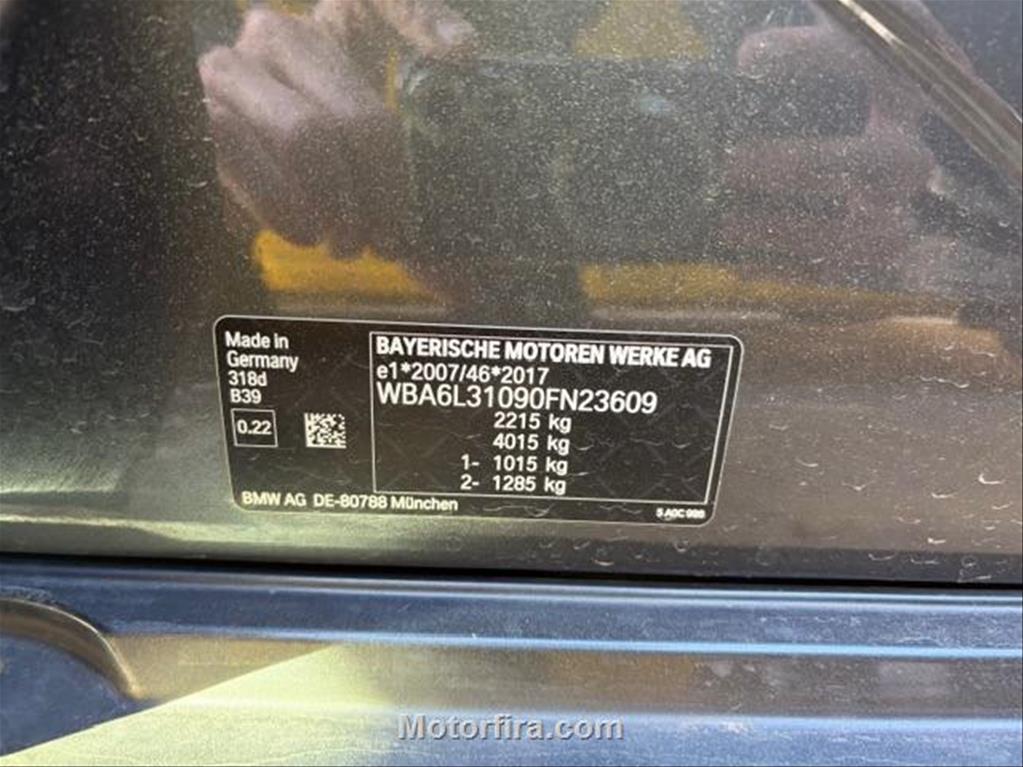 Made in
Germany
318d
B39
0.22
BAYERISCHE MOTOREN WERKE AG
e1*2007/46*2017
WBA6L31090FN23609
2215 kg
4015 kg
1- 1015 kg
2- 1285 kg
BMW AG DE-80788 München
Motorfira.com